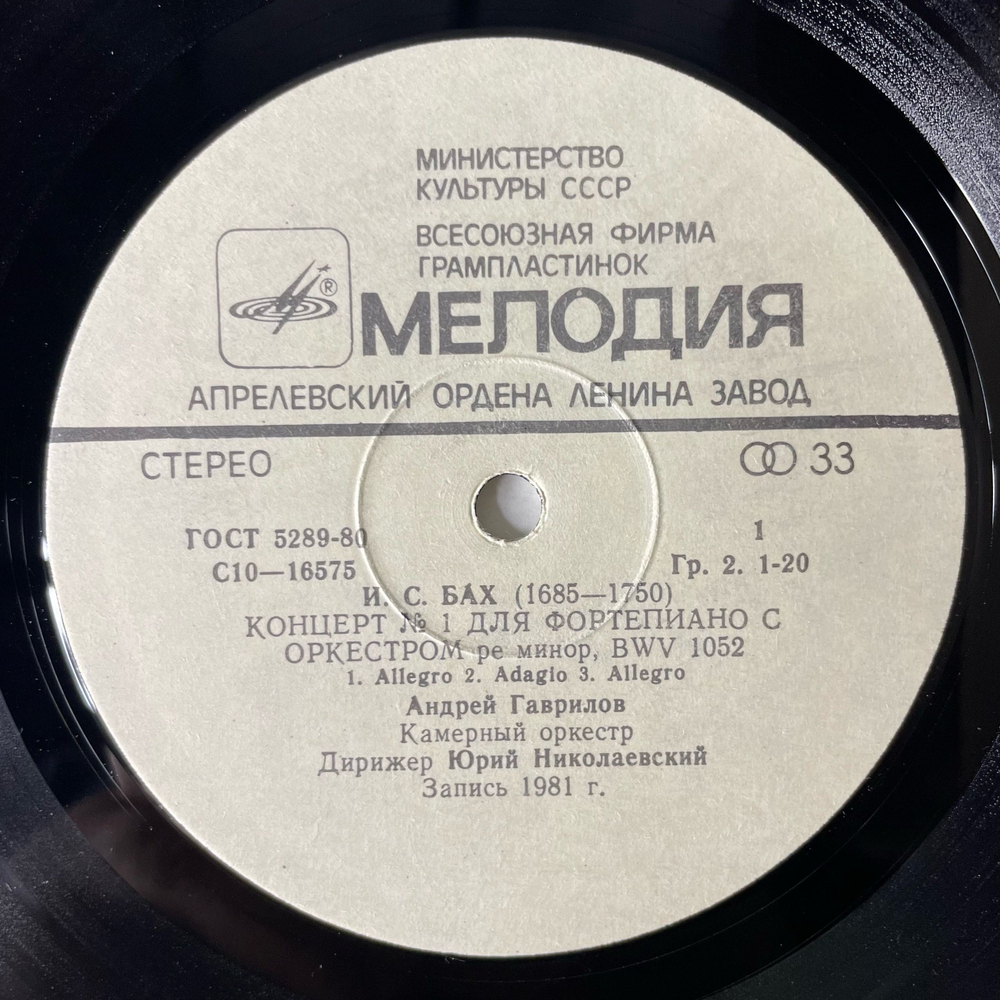 МИНИСТЕРСТВО
КУЛЬТУРЫ СССР
ВСЕСОЮЗНАЯ ФИРМА
ГРАМПЛАСТИНОК
®
МЕЛОДИЯ
АПРЕЛЕВСКИЙ ОРДЕНА ЛЕНИНА ЗАВОД
СТЕРЕО 33
ГОСТ 5289-80 1
С10—16575 Гр. 2. 1-20
И. С. БАХ (1685—1750)
КОНЦЕРТ № 1 ДЛЯ ФОРТЕПИАНО С
ОРКЕСТРОМ ре минор, BWV 1052
1. Allegro 2. Adagio 3. Allegro
Андрей Гаврилов
Камерный оркестр
Дирижер Юрий Николаевский
Запись 1981 г.